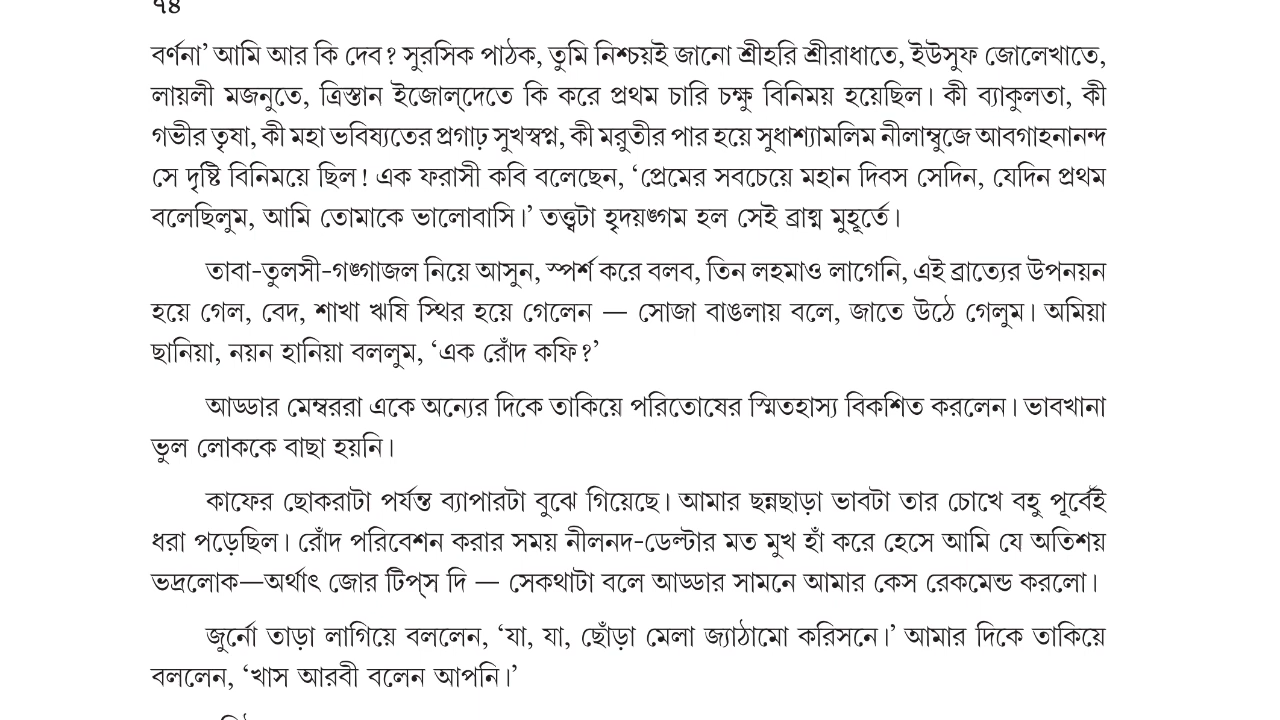 ৭৪
বর্ণনা’ আমি আর কি দেব? সুরসিক পাঠক, তুমি নিশ্চয়ই জানো শ্রীহরি শ্রীরাধাতে, ইউসুফ জোলেখাতে,
লায়লী মজনুতে, ত্রিস্তান ইজোল্‌দেতে কি করে প্রথম চারি চক্ষু বিনিময় হয়েছিল। কী ব্যাকুলতা, কী
গভীর তৃষা, কী মহা ভবিষ্যতের প্রগাঢ় সুখস্বপ্ন, কী মরুতীর পার হয়ে সুধাশ্যামলিম নীলাম্বুজে আবগাহনানন্দ
সে দৃষ্টি বিনিময়ে ছিল! এক ফরাসী কবি বলেছেন, ‘প্রেমের সবচেয়ে মহান দিবস সেদিন, যেদিন প্রথম
বলেছিলুম, আমি তোমাকে ভালোবাসি।’ তত্ত্বটা হৃদয়ঙ্গম হল সেই ব্রাহ্ম মুহূর্তে।
তাবা-তুলসী-গঙ্গাজল নিয়ে আসুন, স্পর্শ করে বলব, তিন লহমাও লাগেনি, এই ব্রাত্যের উপনয়ন
হয়ে গেল, বেদ, শাখা ঋষি স্থির হয়ে গেলেন — সোজা বাঙলায় বলে, জাতে উঠে গেলুম। অমিয়া
ছানিয়া, নয়ন হানিয়া বললুম, ‘এক রোঁদ কফি?’
আড্ডার মেম্বররা একে অন্যের দিকে তাকিয়ে পরিতোষের স্মিতহাস্য বিকশিত করলেন। ভাবখানা
ভুল লোককে বাছা হয়নি।
কাফের ছোকরাটা পর্যন্ত ব্যাপারটা বুঝে গিয়েছে। আমার ছন্নছাড়া ভাবটা তার চোখে বহু পূর্বেই
ধরা পড়েছিল। রোঁদ পরিবেশন করার সময় নীলনদ-ডেল্টার মত মুখ হাঁ করে হেসে আমি যে অতিশয়
ভদ্রলোক—অর্থাৎ জোর টিপ্‌স দি — সেকথাটা বলে আড্ডার সামনে আমার কেস রেকমেন্ড করলো।
জুর্নো তাড়া লাগিয়ে বললেন, ‘যা, যা, ছোঁড়া মেলা জ্যাঠামো করিসনে।’ আমার দিকে তাকিয়ে
বললেন, ‘খাস আরবী বলেন আপনি।’